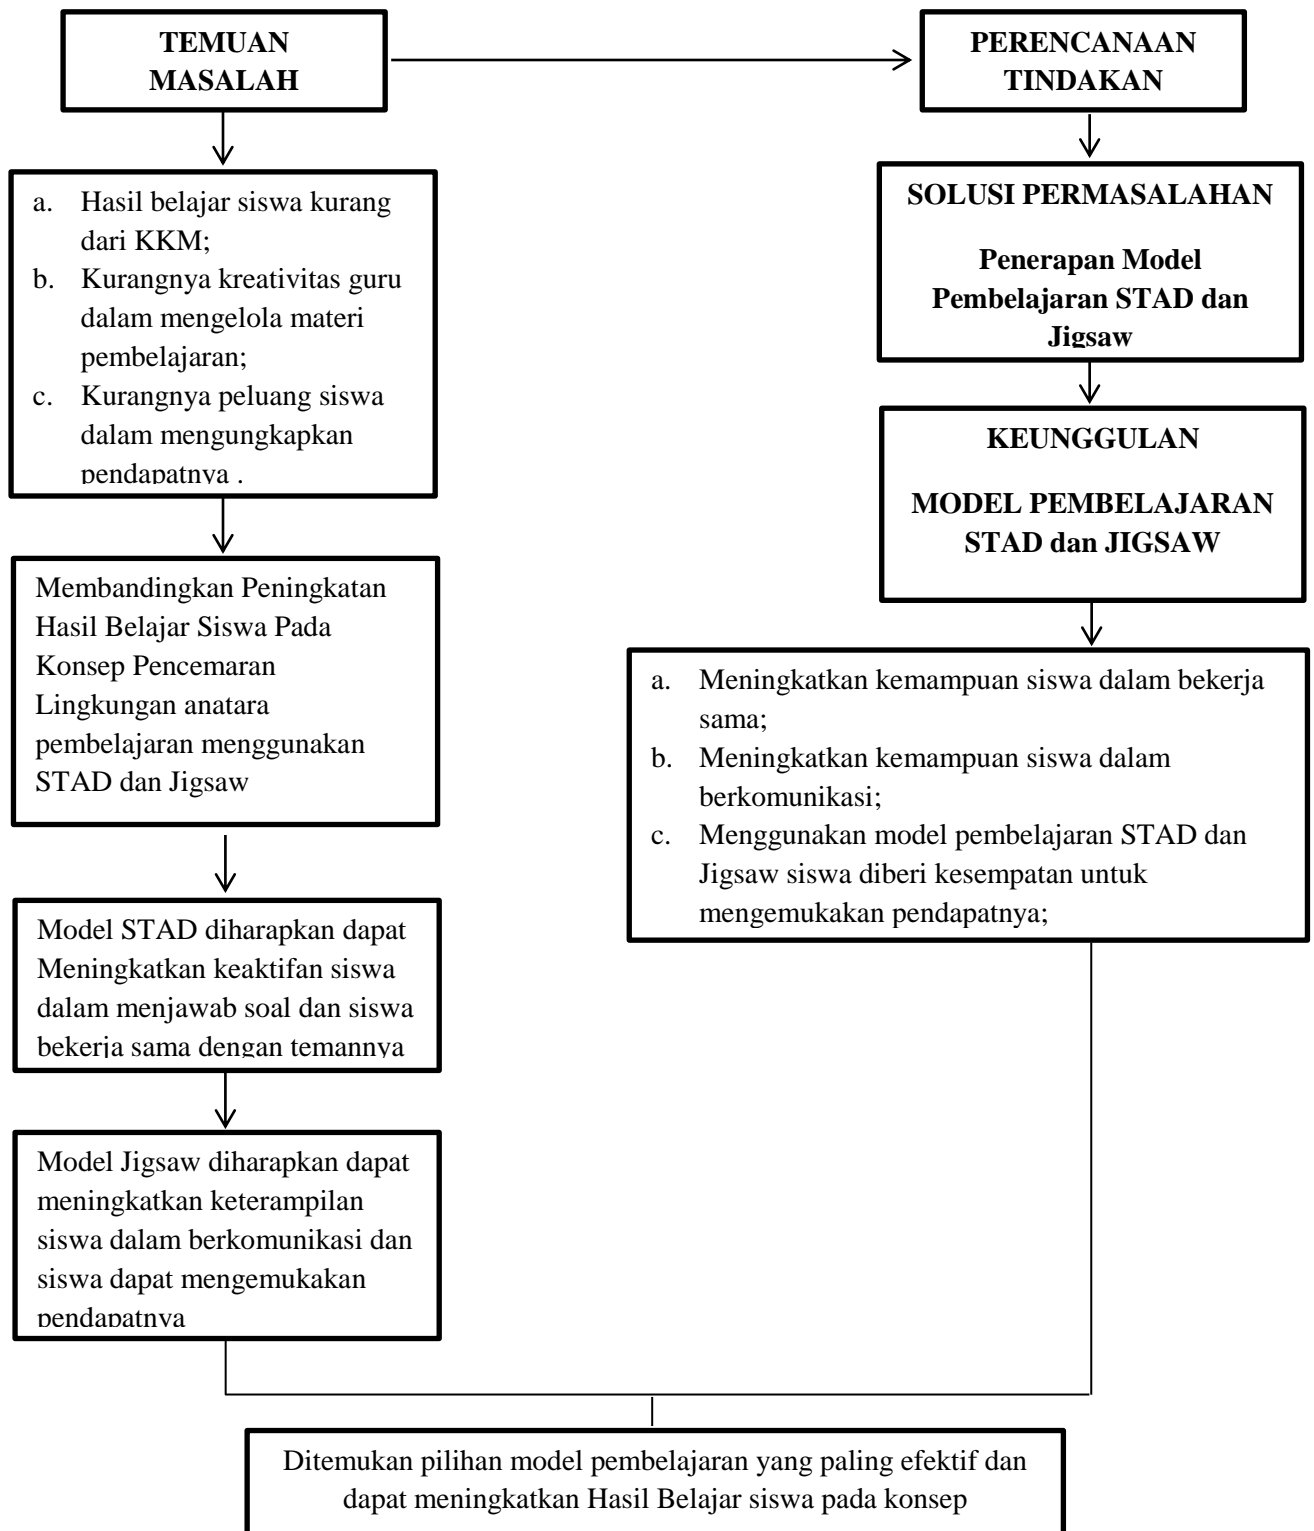 TEMUAN
MASALAH
PERENCANAAN
TINDAKAN
a. Hasil belajar siswa kurang
dari KKM;
b. Kurangnya kreativitas guru
dalam mengelola materi
pembelajaran;
c. Kurangnya peluang siswa
dalam mengungkapkan
pendapatnya .
SOLUSI PERMASALAHAN
Penerapan Model
Pembelajaran STAD dan
Jigsaw
KEUNGGULAN
MODEL PEMBELAJARAN
STAD dan JIGSAW
Membandingkan Peningkatan
Hasil Belajar Siswa Pada
Konsep Pencemaran
Lingkungan anatara
pembelajaran menggunakan
STAD dan Jigsaw
a. Meningkatkan kemampuan siswa dalam bekerja
sama;
b. Meningkatkan kemampuan siswa dalam
berkomunikasi;
c. Menggunakan model pembelajaran STAD dan
Jigsaw siswa diberi kesempatan untuk
mengemukakan pendapatnya;
Model STAD diharapkan dapat
Meningkatkan keaktifan siswa
dalam menjawab soal dan siswa
bekerja sama dengan temannya
Model Jigsaw diharapkan dapat
meningkatkan keterampilan
siswa dalam berkomunikasi dan
siswa dapat mengemukakan
pendapatnya
Ditemukan pilihan model pembelajaran yang paling efektif dan
dapat meningkatkan Hasil Belajar siswa pada konsep